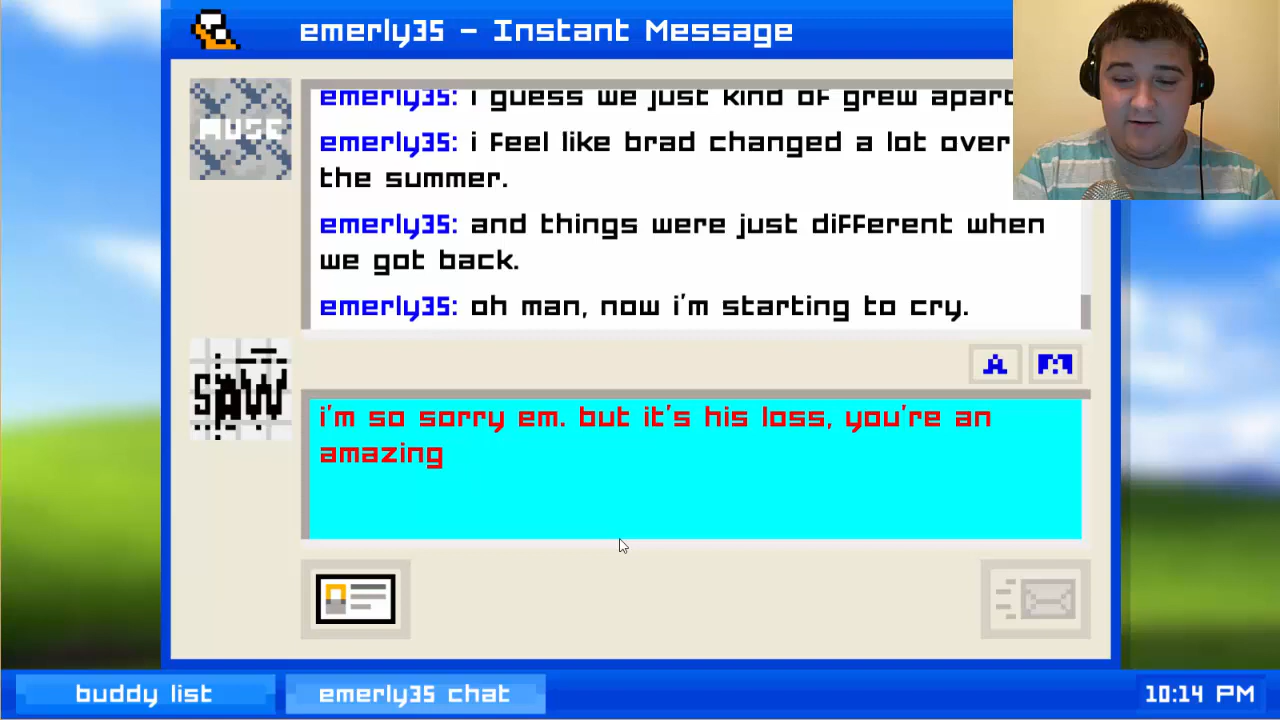 emerly35 - Instant Message
MUSE
emerly35: i guess we just kind of grew apart
emerly35: i feel like brad changed a lot over
the summer.
emerly35: and things were just different when
we got back.
emerly35: oh man, now i'm starting to cry.
A
SAW
i'm so sorry em. but it's his loss, you're an
amazing
buddy list
emerly35 chat
10:14 PM